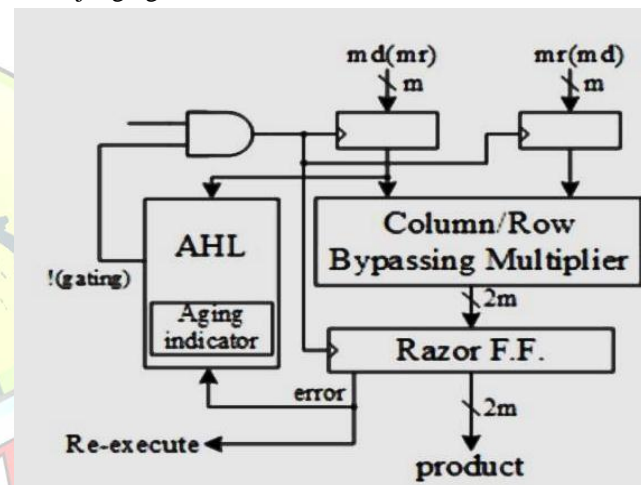 md(mr)
mr(md)
m
m
AHL
Column/Row
Bypassing Multiplier
!(gating)
Aging
indicator
2m
Razor F.F.
error
2m
Re-execute
product